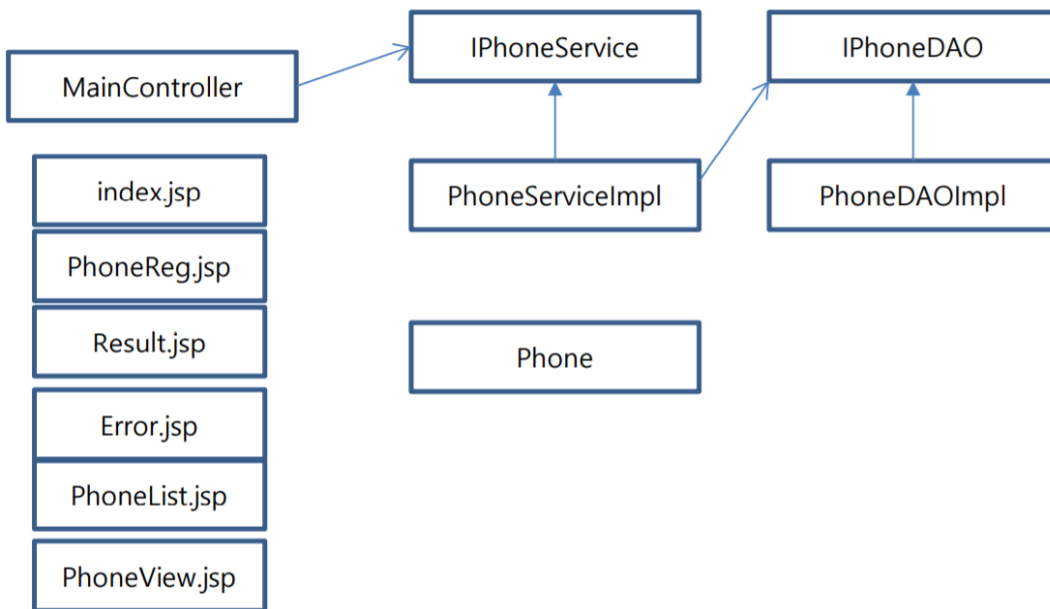 IPhoneService
IPhoneDAO
MainController
index.jsp
PhoneServiceImpl
PhoneDAOImpl
PhoneReg.jsp
Result.jsp
Phone
Error.jsp
PhoneList.jsp
PhoneView.jsp